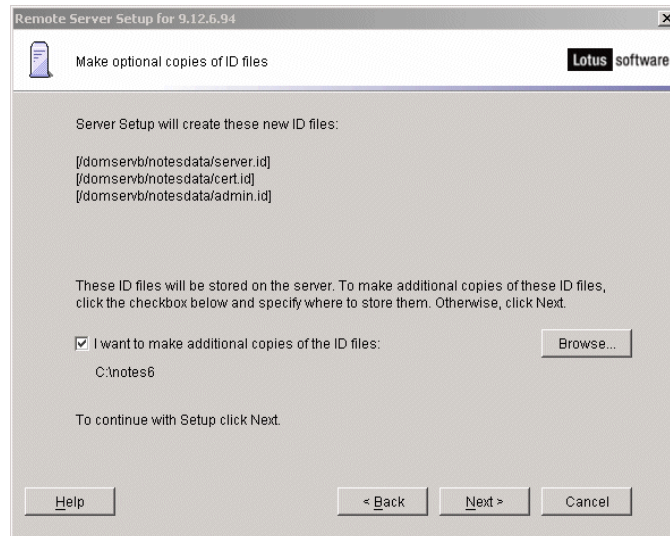 Remote Server Setup for 9.12.6.94
Make optional copies of ID files
Lotus software
Server Setup will create these new ID files:
[/domservb/notesdata/server.id]
[/domservb/notesdata/cert.id]
[/domservb/notesdata/admin.id]
These ID files will be stored on the server. To make additional copies of these ID files,
click the checkbox below and specify where to store them. Otherwise, click Next.
I want to make additional copies of the ID files:
Browse...
C:\notes6
To continue with Setup click Next.
Help
< Back
Next >
Cancel